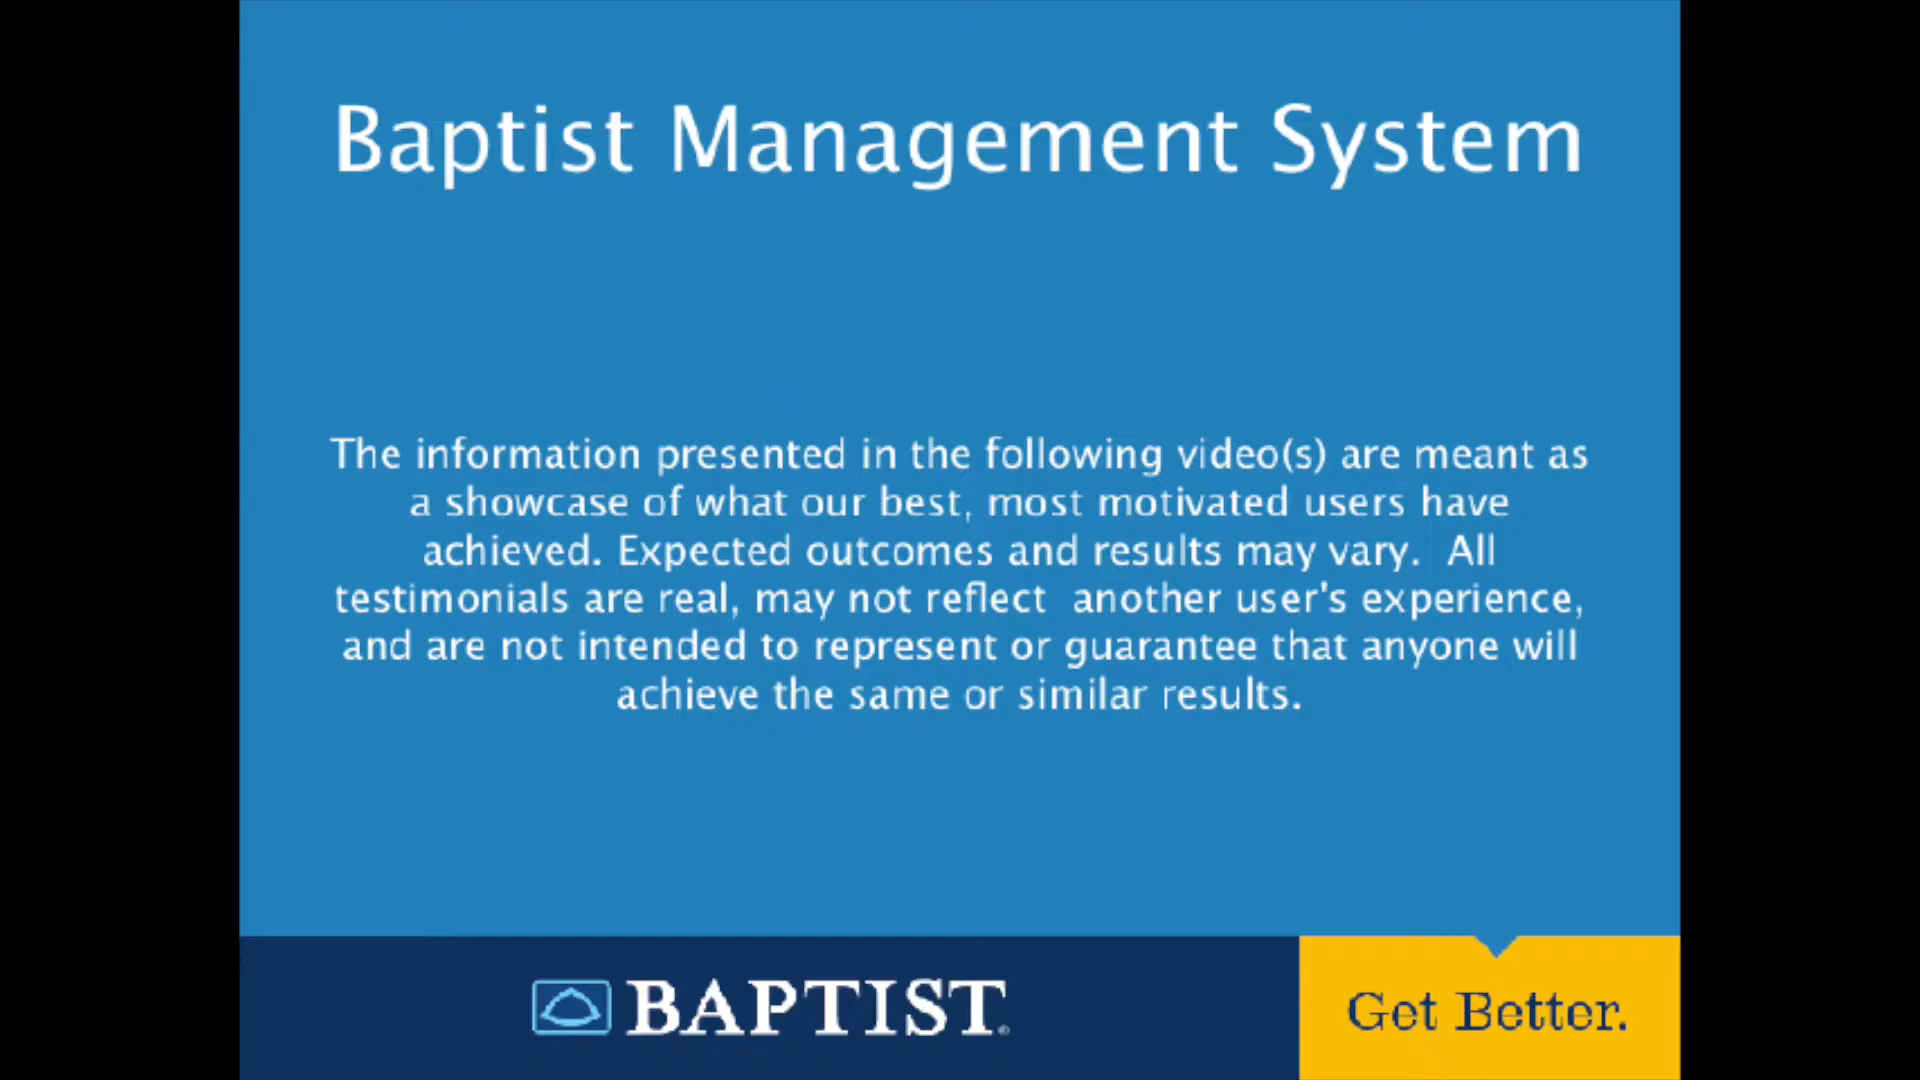 Baptist Management System
The information presented in the following video(s) are meant as
a showcase of what our best, most motivated users have
achieved. Expected outcomes and results may vary.  All
testimonials are real, may not reflect  another user's experience,
and are not intended to represent or guarantee that anyone will
achieve the same or similar results.
BAPTIST®
Get Better.